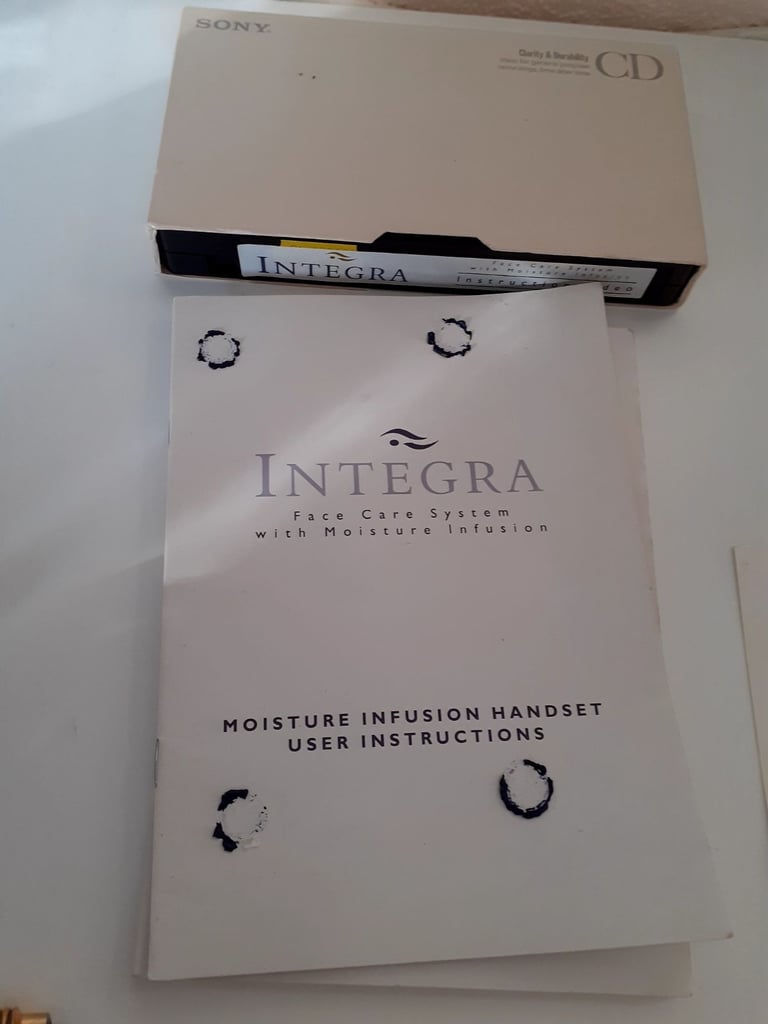 SONY
Clarity & Durability
CD
INTEGRA
Face Care System
with Moisture Infusion
INTEGRA
Face Care System
with Moisture Infusion
MOISTURE INFUSION HANDSET
USER INSTRUCTIONS